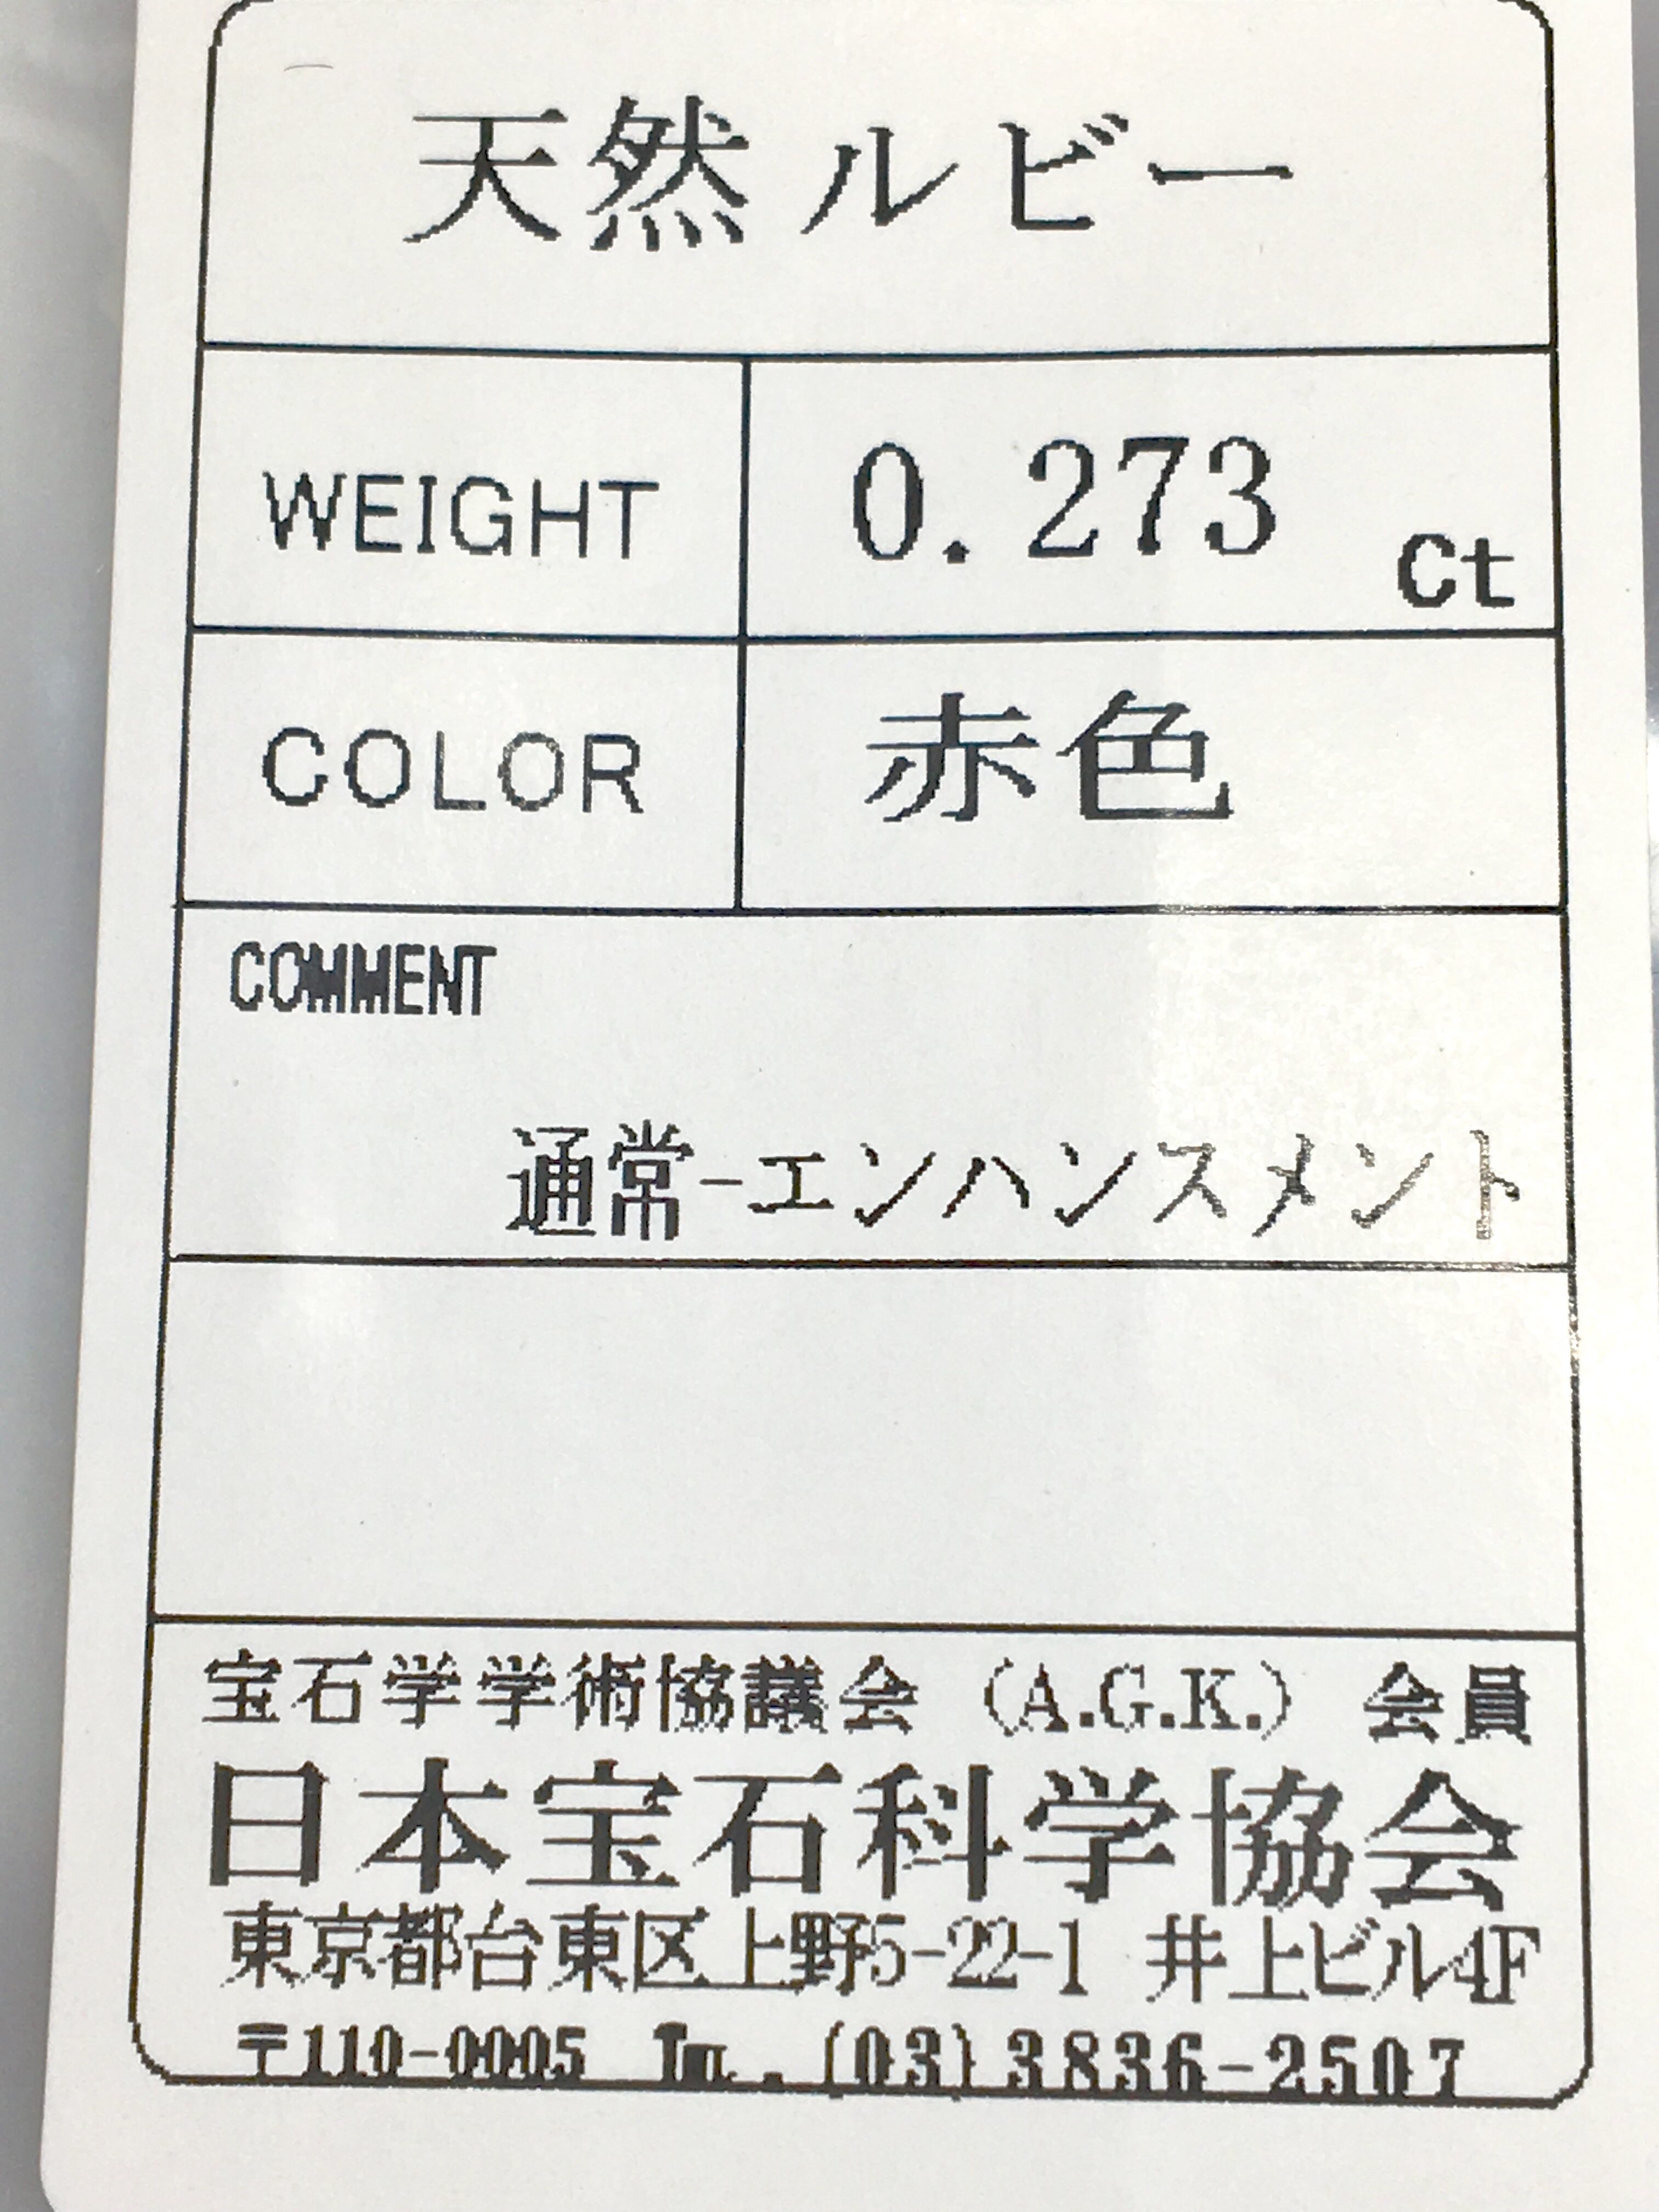 天然ルビー
WEIGHT 0.273 ct
COLOR 赤色
COMMENT
通常-エンハンスメント
宝石学学術協議会 (A.G.K.) 会員
日本宝石科学協会
東京都台東区上野5-22-1 井上ビル4F
〒110-0005 TEL.(03)3836-2507